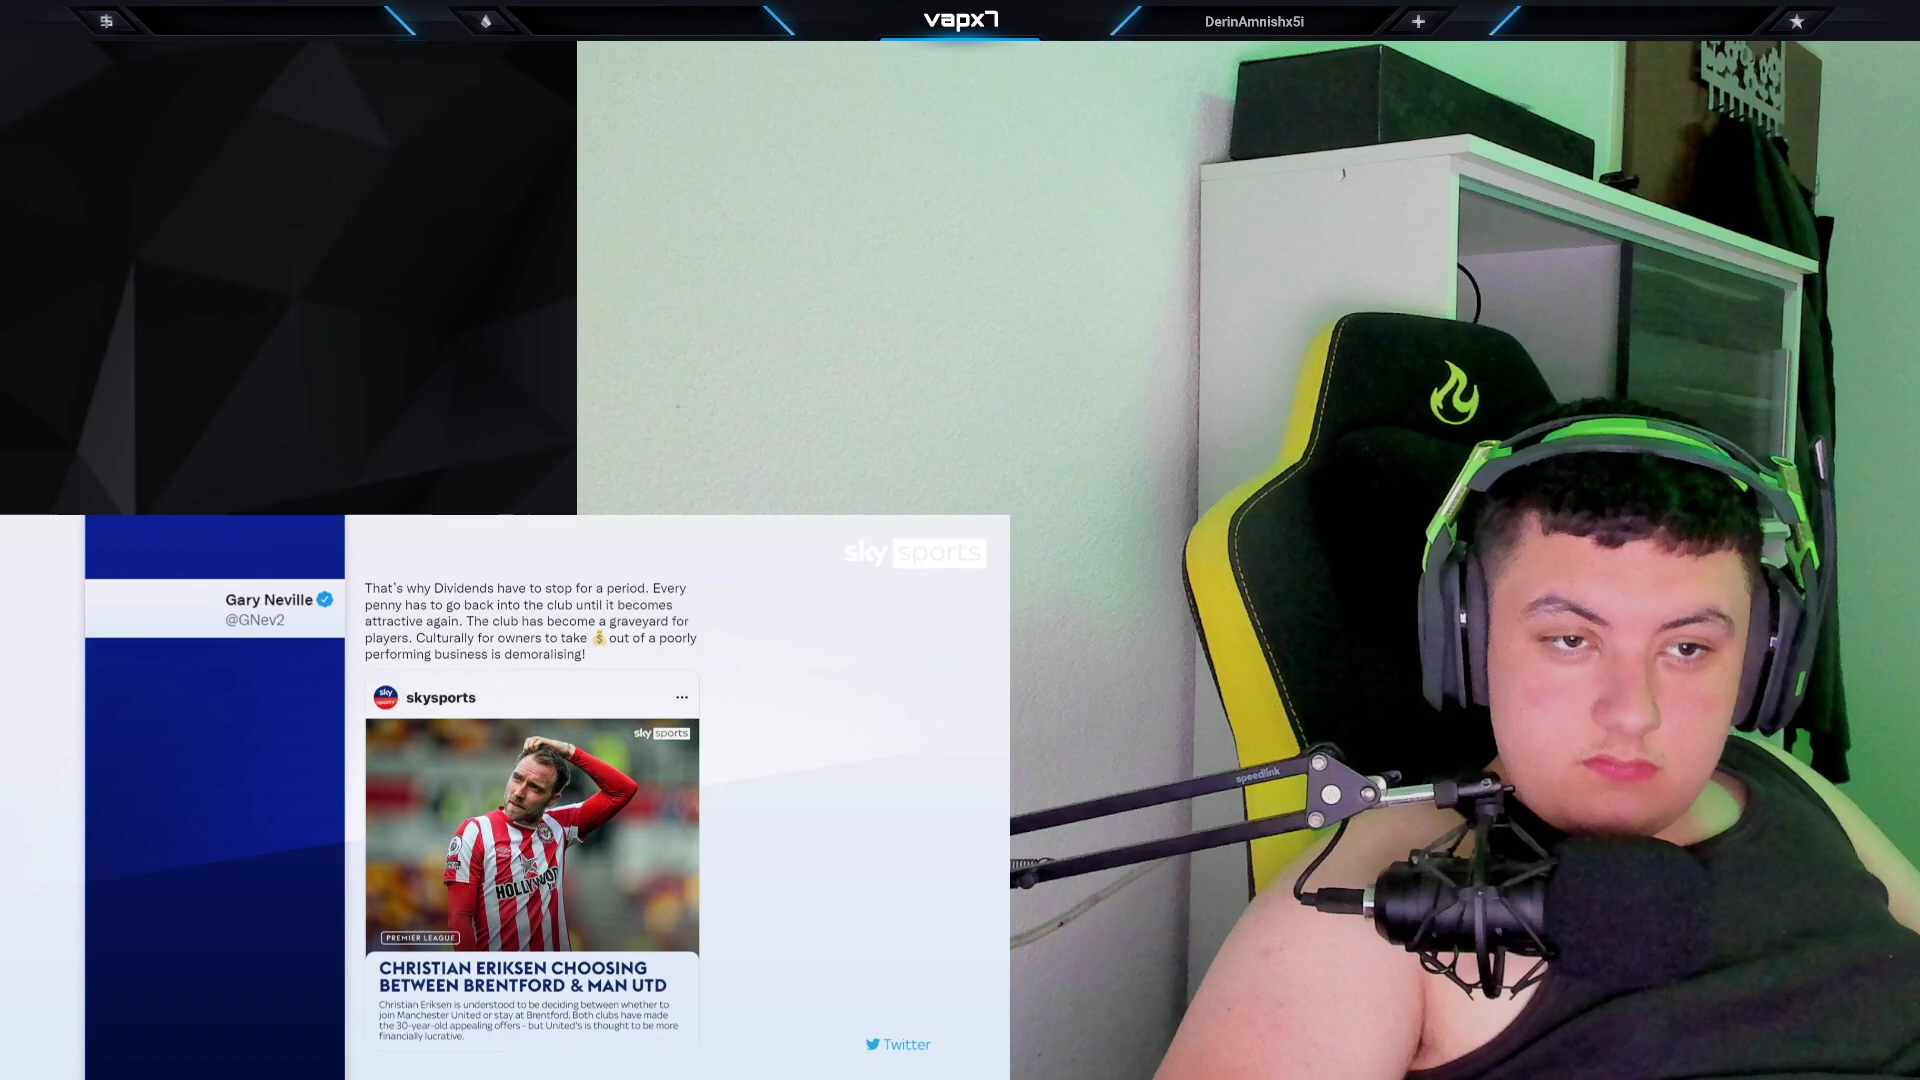 vapx7
DerinAmnishx5i
sky sports
Gary Neville
@GNev2
That's why Dividends have to stop for a period. Every
penny has to go back into the club until it becomes
attractive again. The club has become a graveyard for
players. Culturally for owners to take 💰 out of a poorly
performing business is demoralising!
sky sports
skysports
sky sports
PREMIER LEAGUE
HOLLYWOOD
CHRISTIAN ERIKSEN CHOOSING
BETWEEN BRENTFORD & MAN UTD
Christian Eriksen is understood to be deciding between whether to
join Manchester United or stay at Brentford. Both clubs have made
the 30-year-old appealing offers - but United's is thought to be more
financially lucrative.
Twitter
speedlink